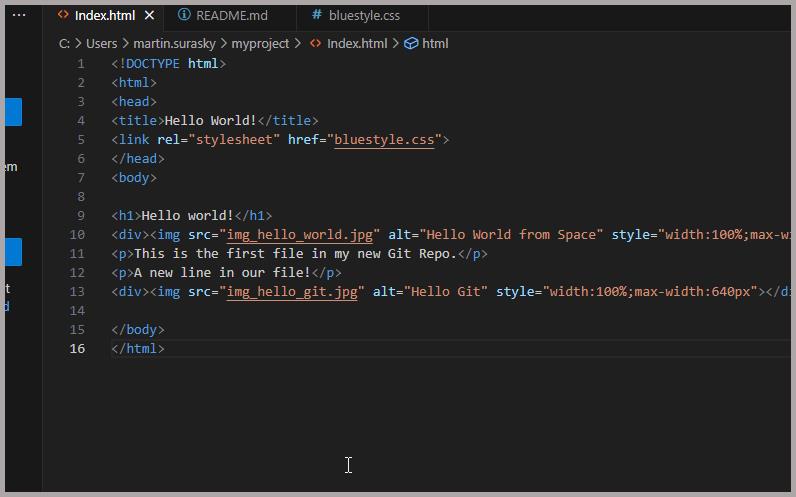 ··· Index.html × README.md bluestyle.css
C: > Users > martin.surasky > myproject > Index.html > html
1 <!DOCTYPE html>
2 <html>
3 <head>
4 <title>Hello World!</title>
5 <link rel="stylesheet" href="bluestyle.css">
6 </head>
7 <body>
8
9 <h1>Hello world!</h1>
10 <div><img src="img_hello_world.jpg" alt="Hello World from Space" style="width:100%;max-wi
11 <p>This is the first file in my new Git Repo.</p>
12 <p>A new line in our file!</p>
13 <div><img src="img_hello_git.jpg" alt="Hello Git" style="width:100%;max-width:640px"></di
14
15 </body>
16 </html>
em
t
d